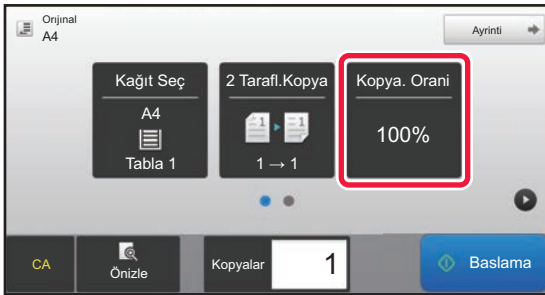 Orıjınal
A4
Ayrinti
Kağıt Seç
A4
Tabla 1
2 Tarafl.Kopya
1 → 1
Kopya. Orani
100%
CA
Önizle
Kopyalar
1
Baslama